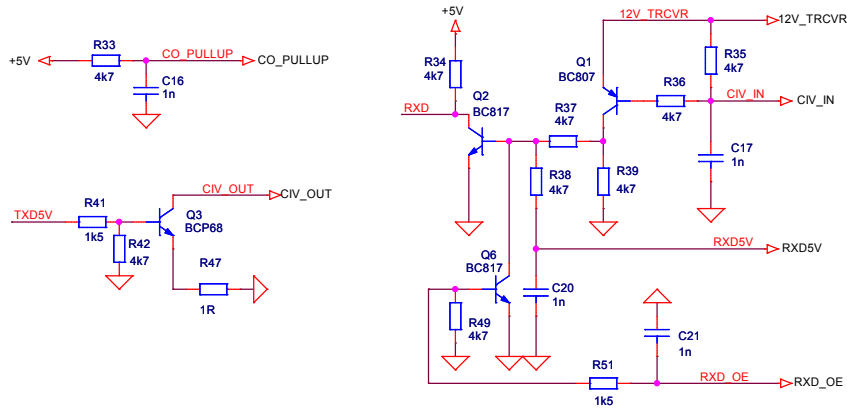 +5V
R33
4k7
CO_PULLUP
CO_PULLUP
C16
1n
TXD5V
R41
1k5
R42
4k7
Q3
BCP68
CIV_OUT
CIV_OUT
R47
1R
+5V
R34
4k7
RXD
Q2
BC817
Q1
BC807
12V_TRCVR
12V_TRCVR
R35
4k7
R36
4k7
CIV_IN
CIV_IN
R37
4k7
C17
1n
R38
4k7
R39
4k7
RXD5V
RXD5V
Q6
BC817
C20
1n
R49
4k7
C21
1n
R51
1k5
RXD_OE
RXD_OE